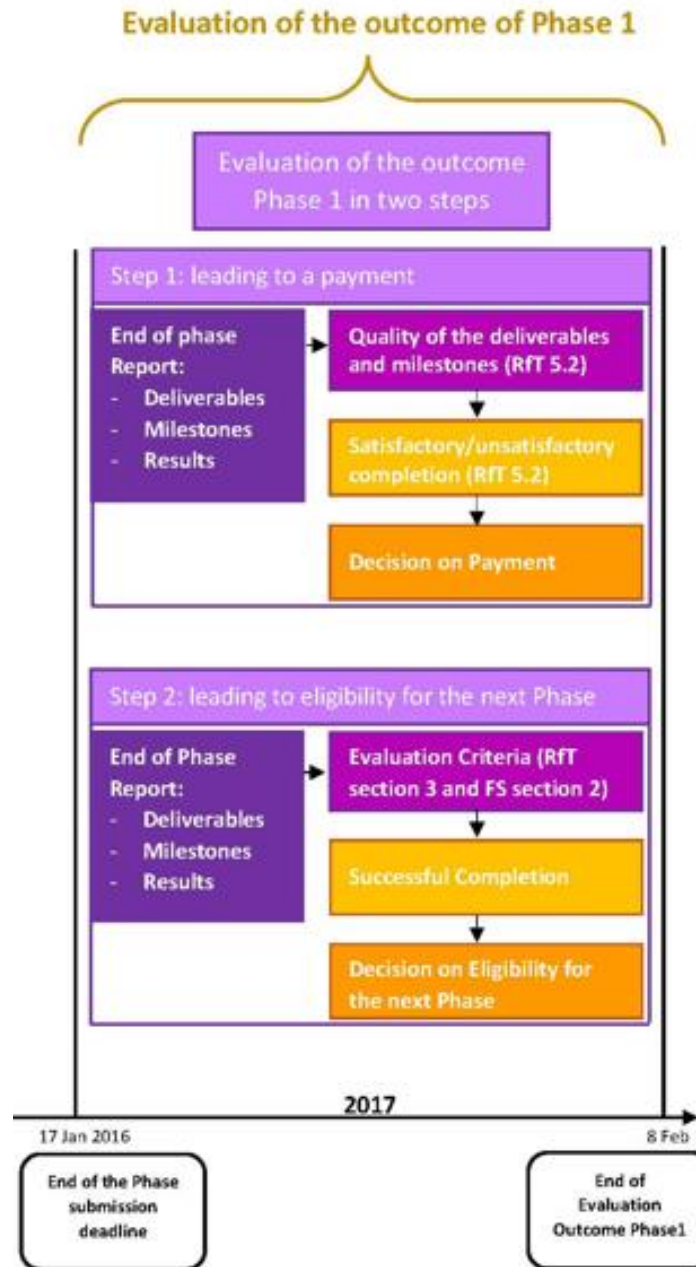 Evaluation of the outcome of Phase 1
Evaluation of the outcome
Phase 1 in two steps
Step 1: leading to a payment
End of phase
Report:
- Deliverables
- Milestones
- Results
Quality of the deliverables
and milestones (RfT 5.2)
Satisfactory/unsatisfactory
completion (RfT 5.2)
Decision on Payment
Step 2: leading to eligibility for the next Phase
End of Phase
Report:
- Deliverables
- Milestones
- Results
Evaluation Criteria (RfT
section 3 and FS section 2)
Successful Completion
Decision on Eligibility for
the next Phase
2017
17 Jan 2016
8 Feb
End of the Phase
submission
deadline
End of
Evaluation
Outcome Phase1